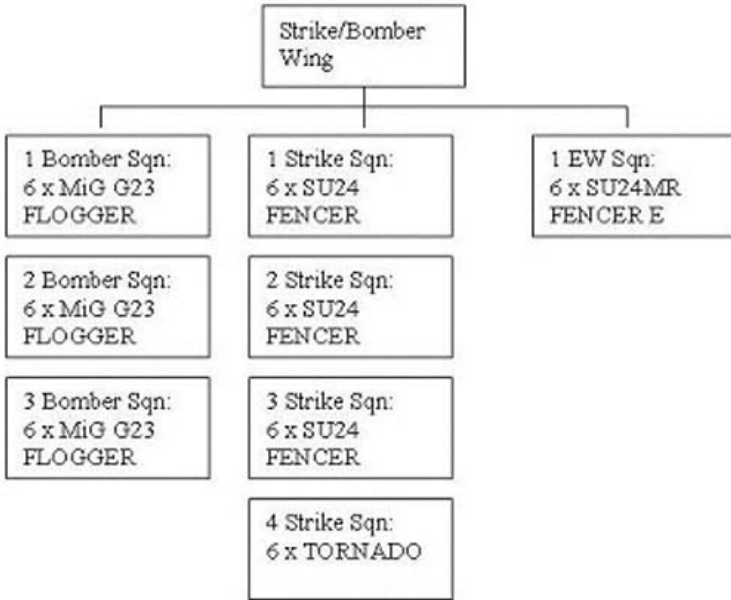 Strike/Bomber
Wing
1 Bomber Sqn:
6 x MiG G23
FLOGGER
2 Bomber Sqn:
6 x MiG G23
FLOGGER
3 Bomber Sqn:
6 x MiG G23
FLOGGER
1 Strike Sqn:
6 x SU24
FENCER
2 Strike Sqn:
6 x SU24
FENCER
3 Strike Sqn:
6 x SU24
FENCER
4 Strike Sqn:
6 x TORNADO
1 EW Sqn:
6 x SU24MR
FENCER E